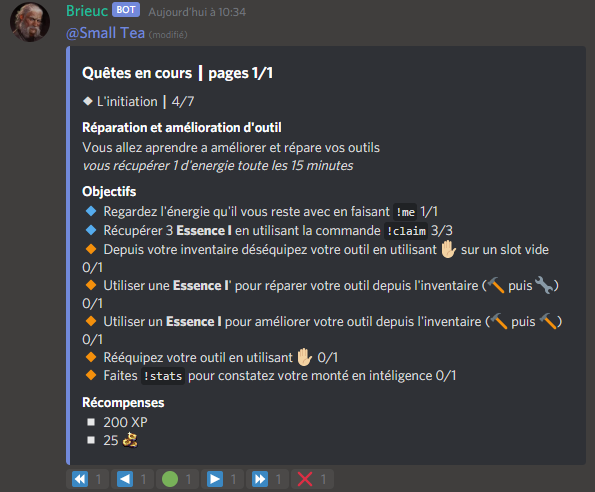 Brieuc BOT Aujourd'hui à 10:34
@Small Tea (modifié)
Quêtes en cours | pages 1/1
◆ L'initiation | 4/7
Réparation et amélioration d'outil
Vous allez aprendre a améliorer et répare vos outils
vous récupérer 1 d'energie toute les 15 minutes
Objectifs
🔹 Regardez l'énergie qu'il vous reste avec en faisant !me 1/1
🔹 Récupérer 3 Essence I en utilisant la commande !claim 3/3
🔸 Depuis votre inventaire déséquipez votre outil en utilisant ✋ sur un slot vide
0/1
🔸 Utiliser une Essence I' pour réparer votre outil depuis l'inventaire (🔨 puis 🔧)
0/1
🔸 Utiliser un Essence I pour améliorer votre outil depuis l'inventaire (🔨 puis 🔨)
0/1
🔸 Rééquipez votre outil en utilisant ✋ 0/1
🔸 Faites !stats pour constatez votre monté en intéligence 0/1
Récompenses
▫️ 200 XP
▫️ 25
⏪ 1 ◀️ 1 🟢 1 ▶️ 1 ⏩ 1 ❌ 1